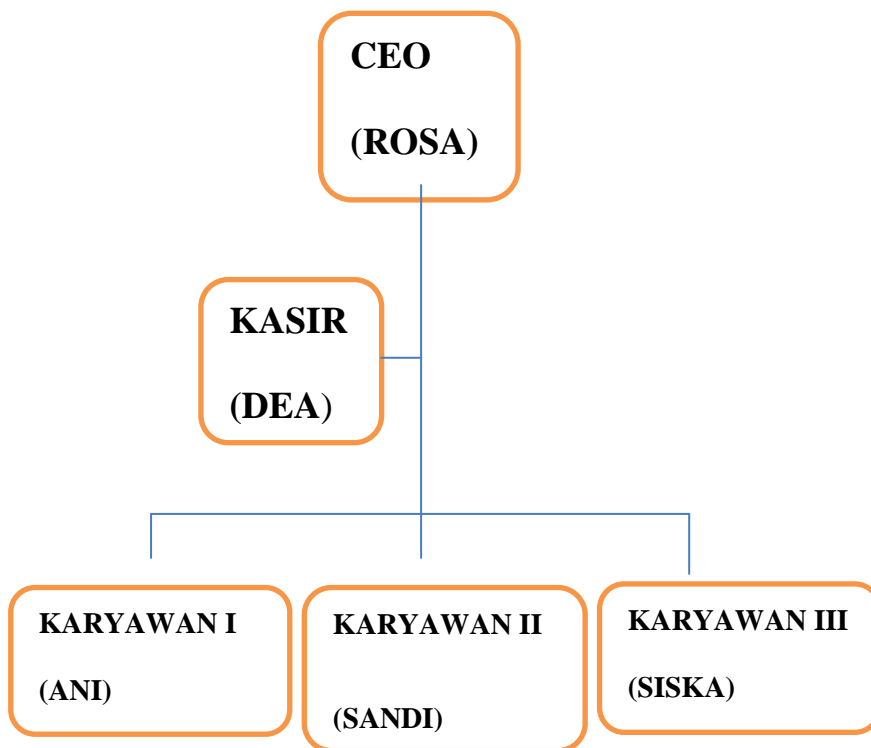 CEO
(ROSA)
KASIR
(DEA)
KARYAWAN I
(ANI)
KARYAWAN II
(SANDI)
KARYAWAN III
(SISKA)